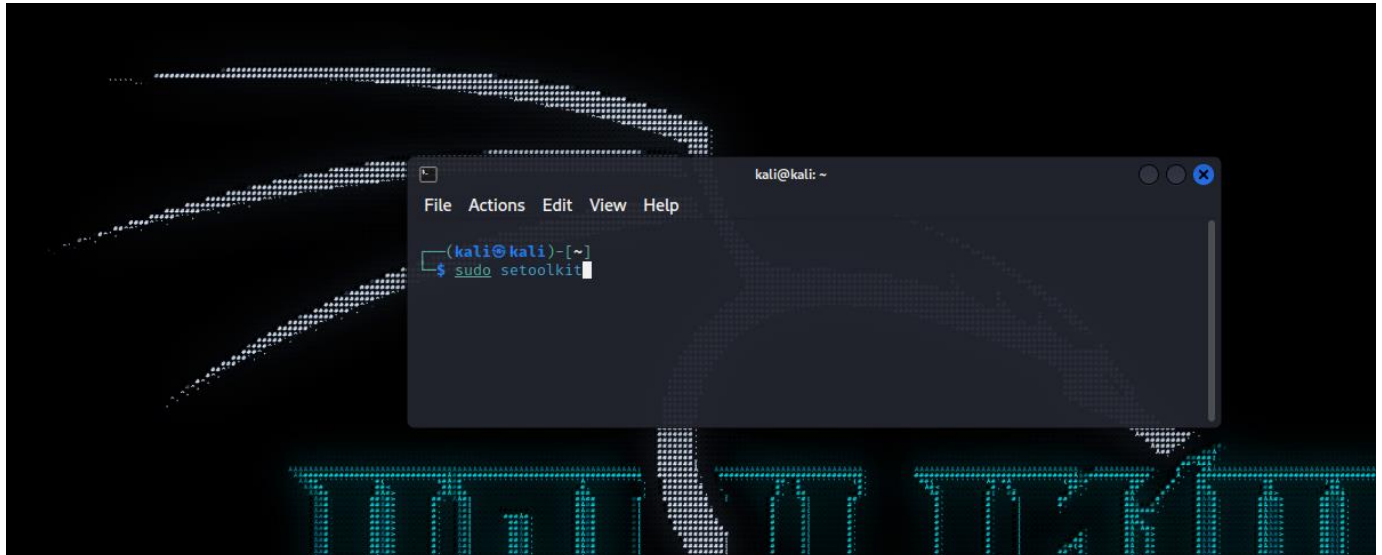 kali@kali: ~
File Actions Edit View Help
┌──(kali㉿kali)-[~]
└─$ sudo setoolkit